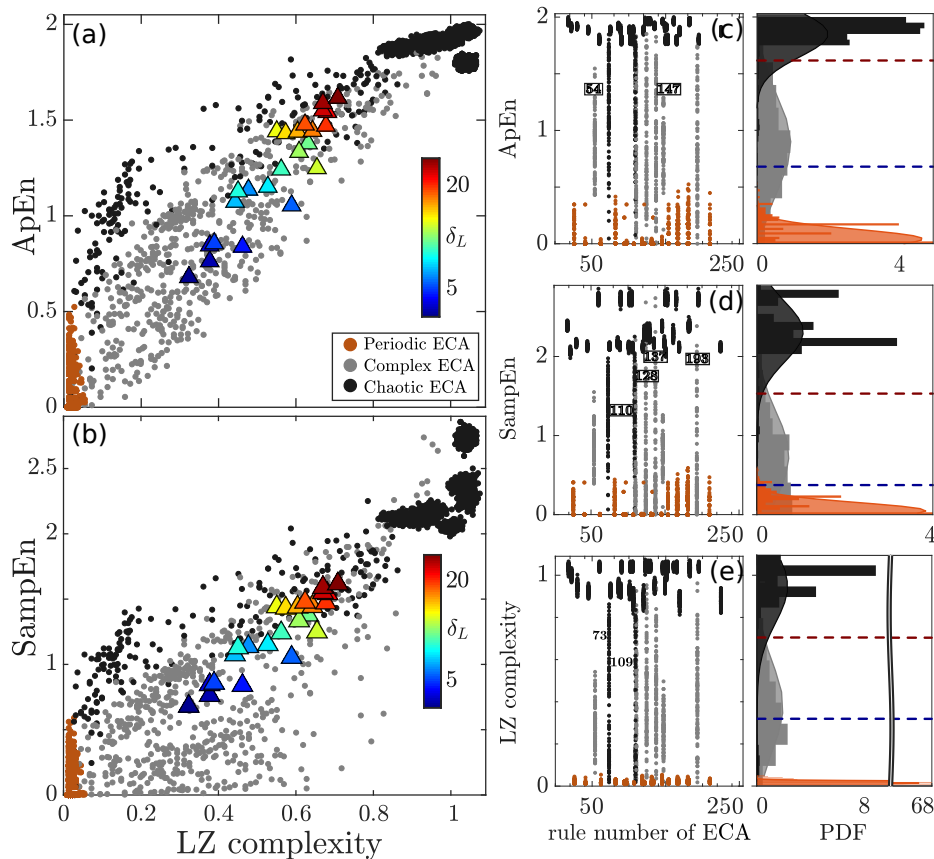 (a)
ApEn
2
1.5
1
0.5
0
20
δL
5
Periodic ECA
Complex ECA
Chaotic ECA
(b)
SampEn
2.5
2
1.5
1
0.5
0
20
δL
5
0 0.2 0.4 0.6 0.8 1
LZ complexity
(c)
ApEn
2
1
0
54
147
50 250
0 4
(d)
SampEn
2
1
0
137
193
128
110
50 250
0 4
(e)
LZ complexity
1
0
73
109
50 250
rule number of ECA
0 8 68
PDF